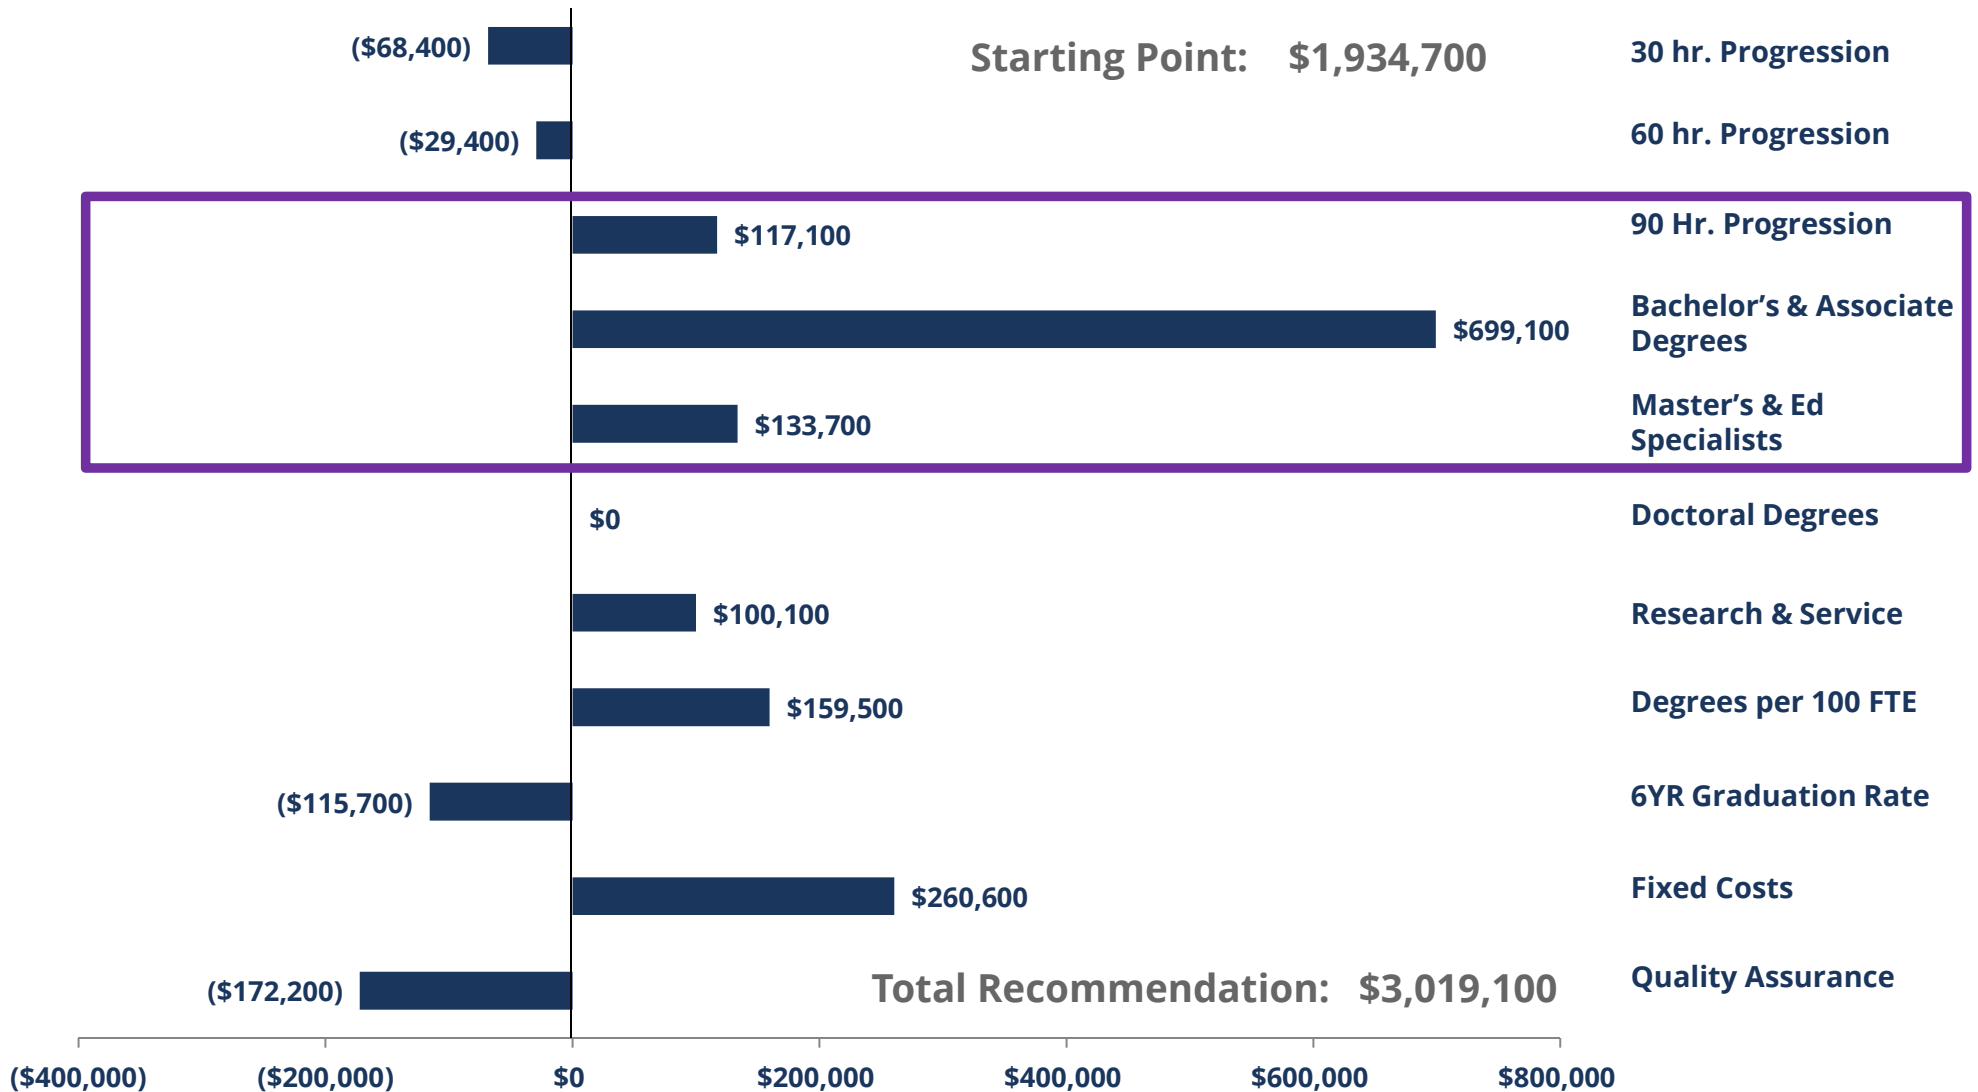 ($68,400)
Starting Point: $1,934,700
30 hr. Progression
($29,400)
60 hr. Progression
$117,100
90 Hr. Progression
$699,100
Bachelor’s & Associate
Degrees
$133,700
Master’s & Ed
Specialists
$0
Doctoral Degrees
$100,100
Research & Service
$159,500
Degrees per 100 FTE
($115,700)
6YR Graduation Rate
$260,600
Fixed Costs
($172,200)
Total Recommendation: $3,019,100
Quality Assurance
($400,000) ($200,000) $0 $200,000 $400,000 $600,000 $800,000